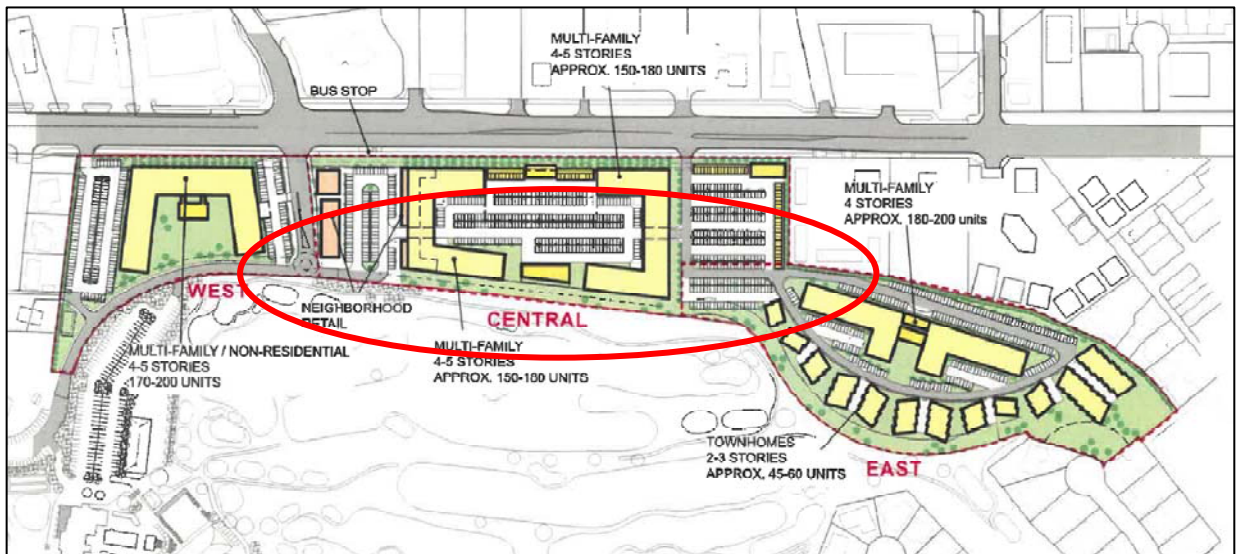 MULTI-FAMILY
4-5 STORIES
APPROX. 150-180 UNITS
BUS STOP
MULTI-FAMILY
4 STORIES
APPROX. 180-200 units
WEST
NEIGHBORHOOD
RETAIL
CENTRAL
MULTI-FAMILY / NON-RESIDENTIAL
4-5 STORIES
170-200 UNITS
MULTI-FAMILY
4-5 STORIES
APPROX. 150-180 UNITS
TOWNHOMES
2-3 STORIES
APPROX. 45-60 UNITS
EAST